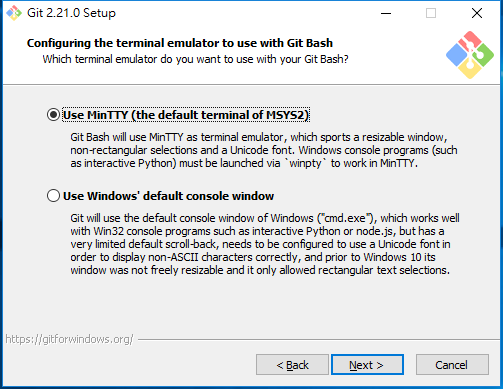 Git 2.21.0 Setup
Configuring the terminal emulator to use with Git Bash
Which terminal emulator do you want to use with your Git Bash?
Use MinTTY (the default terminal of MSYS2)
Git Bash will use MinTTY as terminal emulator, which sports a resizable window,
non-rectangular selections and a Unicode font. Windows console programs (such
as interactive Python) must be launched via `winpty` to work in MinTTY.
Use Windows' default console window
Git will use the default console window of Windows ("cmd.exe"), which works well
with Win32 console programs such as interactive Python or node.js, but has a
very limited default scroll-back, needs to be configured to use a Unicode font in
order to display non-ASCII characters correctly, and prior to Windows 10 its
window was not freely resizable and it only allowed rectangular text selections.
https://gitforwindows.org/
< Back
Next >
Cancel